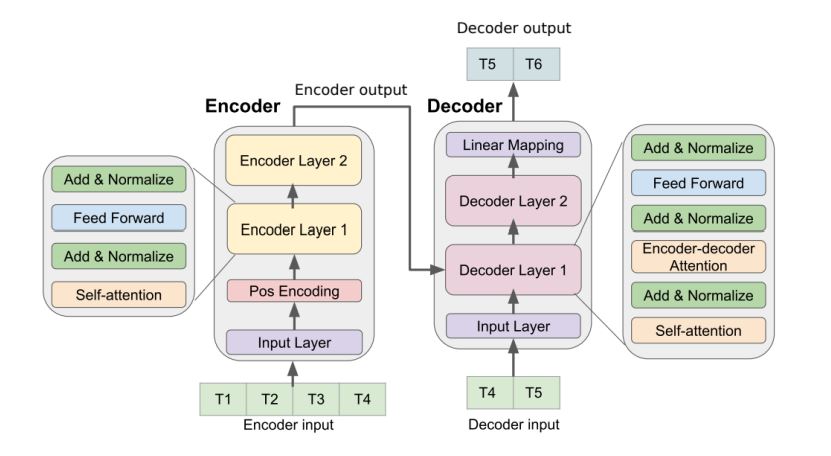 Decoder output
T5 T6
Encoder output
Encoder
Decoder
Encoder Layer 2
Encoder Layer 1
Pos Encoding
Input Layer
T1 T2 T3 T4
Encoder input
Add & Normalize
Feed Forward
Add & Normalize
Self-attention
Linear Mapping
Decoder Layer 2
Decoder Layer 1
Input Layer
T4 T5
Decoder input
Add & Normalize
Feed Forward
Add & Normalize
Encoder-decoder
Attention
Add & Normalize
Self-attention